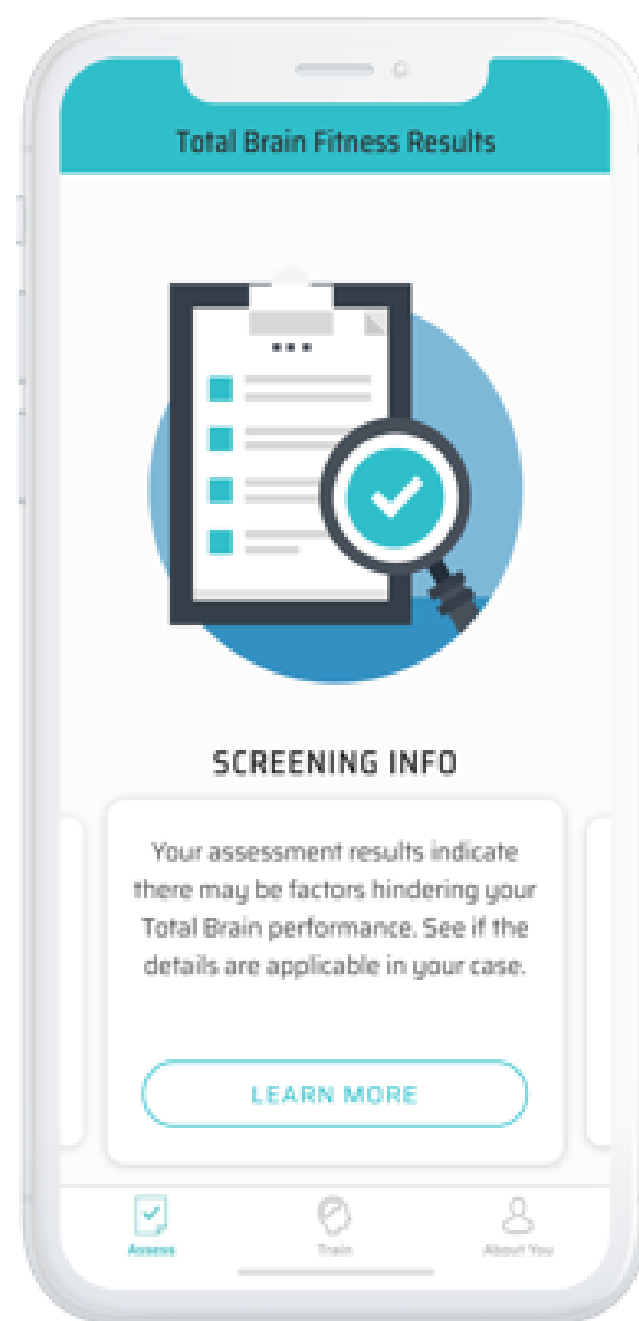 Total Brain Fitness Results
SCREENING INFO
Your assessment results indicate
there may be factors hindering your
Total Brain performance. See if the
details are applicable in your case.
LEARN MORE
Assess
Train
About You